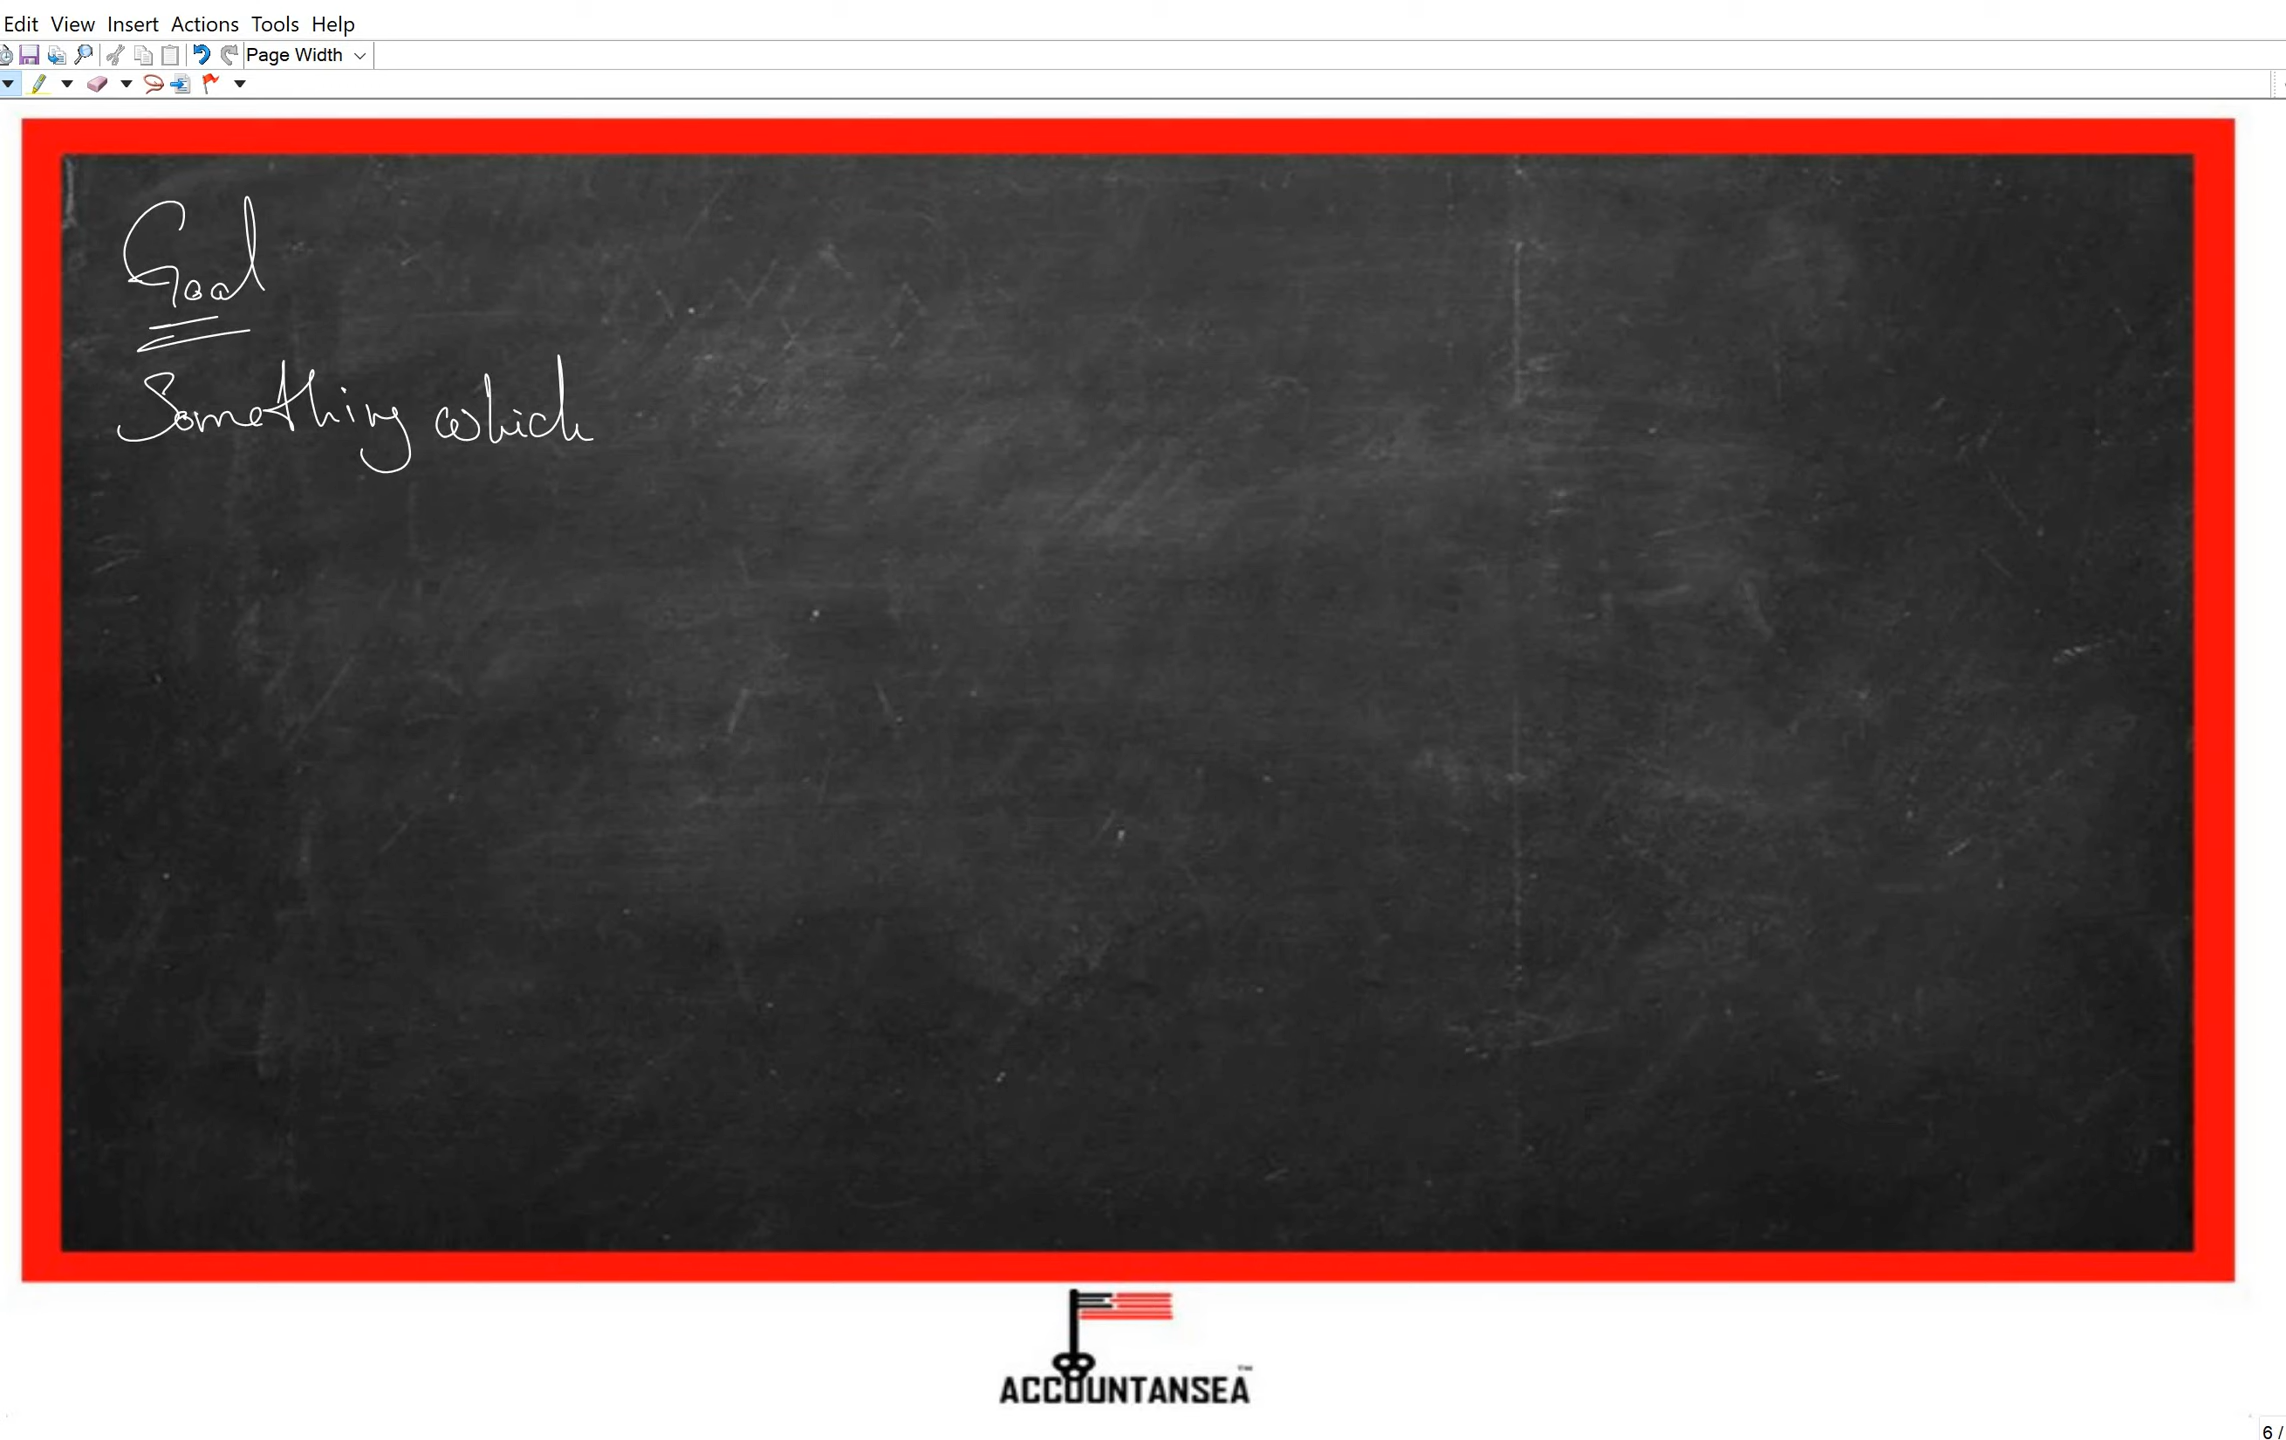 Edit View Insert Actions Tools Help
Page Width
Goal
Something which
ACCOUNTANSEA
6 /